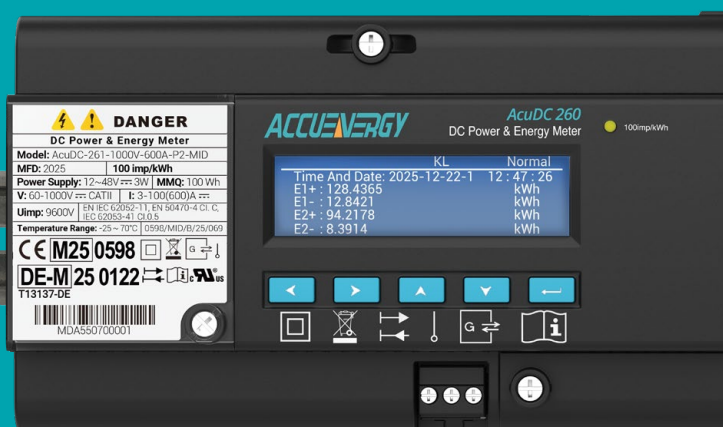 DANGER
DC Power & Energy Meter
Model: AcuDC-261-1000V-600A-P2-MID
MFD: 2025 100 imp/kWh
Power Supply: 12~48V ⎓ 3W MMQ: 100 Wh
V: 60-1000V ⎓ CATII I: 3-100(600)A ⎓
Uimp: 9600V EN IEC 62052-11, EN 50470-4 Cl. C,
IEC 62053-41 Cl.0.5
Temperature Range: -25 ~ 70°C 0598/MID/B/25/069
CE M25 0598 G
DE-M 25 0122 i c RU us
T13137-DE
MDA550700001
ACCUENERGY
AcuDC 260
DC Power & Energy Meter
100imp/kWh
KL Normal
Time And Date: 2025-12-22-1 12:47:26
E1+ : 128.4365 kWh
E1- : 12.8421 kWh
E2+ : 94.2178 kWh
E2- : 8.3914 kWh
G i